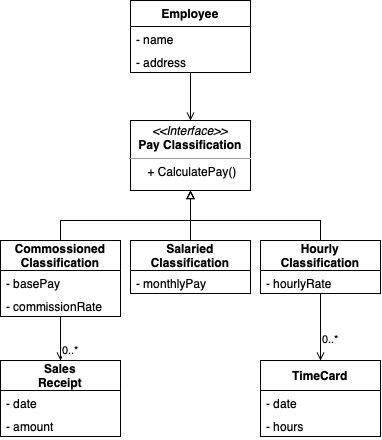 Employee
- name
- address
<<Interface>>
Pay Classification
+ CalculatePay()
Commossioned
Classification
- basePay
- commissionRate
Salaried
Classification
- monthlyPay
Hourly
Classification
- hourlyRate
0..*
0..*
Sales
Receipt
- date
- amount
TimeCard
- date
- hours